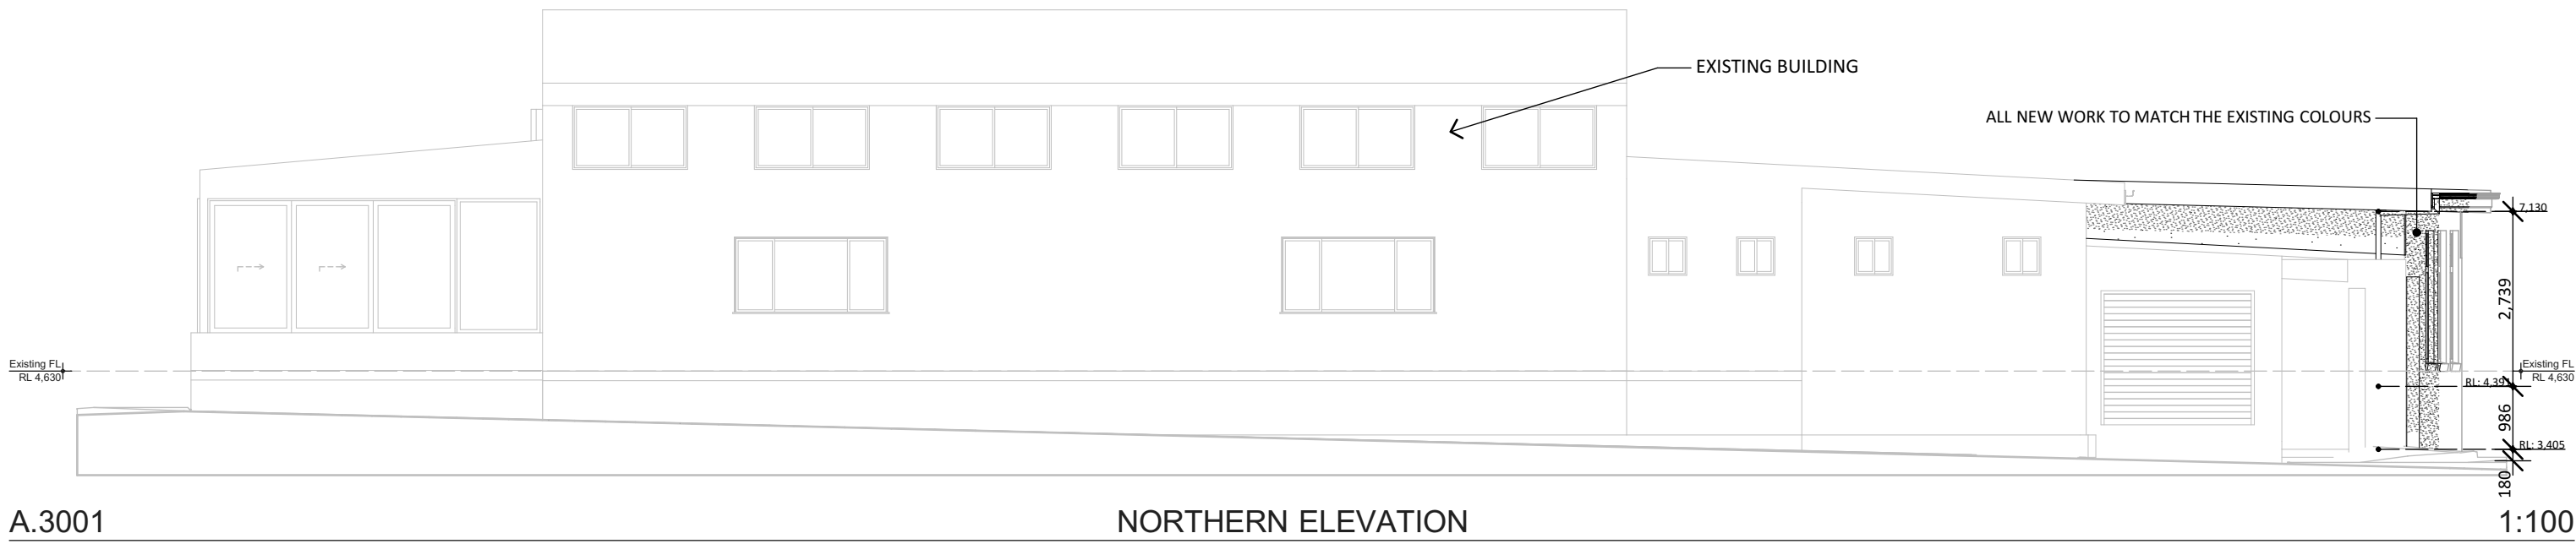 EXISTING BUILDING
ALL NEW WORK TO MATCH THE EXISTING COLOURS
7,130
2,739
Existing FL
RL 4,630
Existing FL
RL 4,630
RL: 4,391
986
RL: 3,405
180
A.3001
NORTHERN ELEVATION
1:100